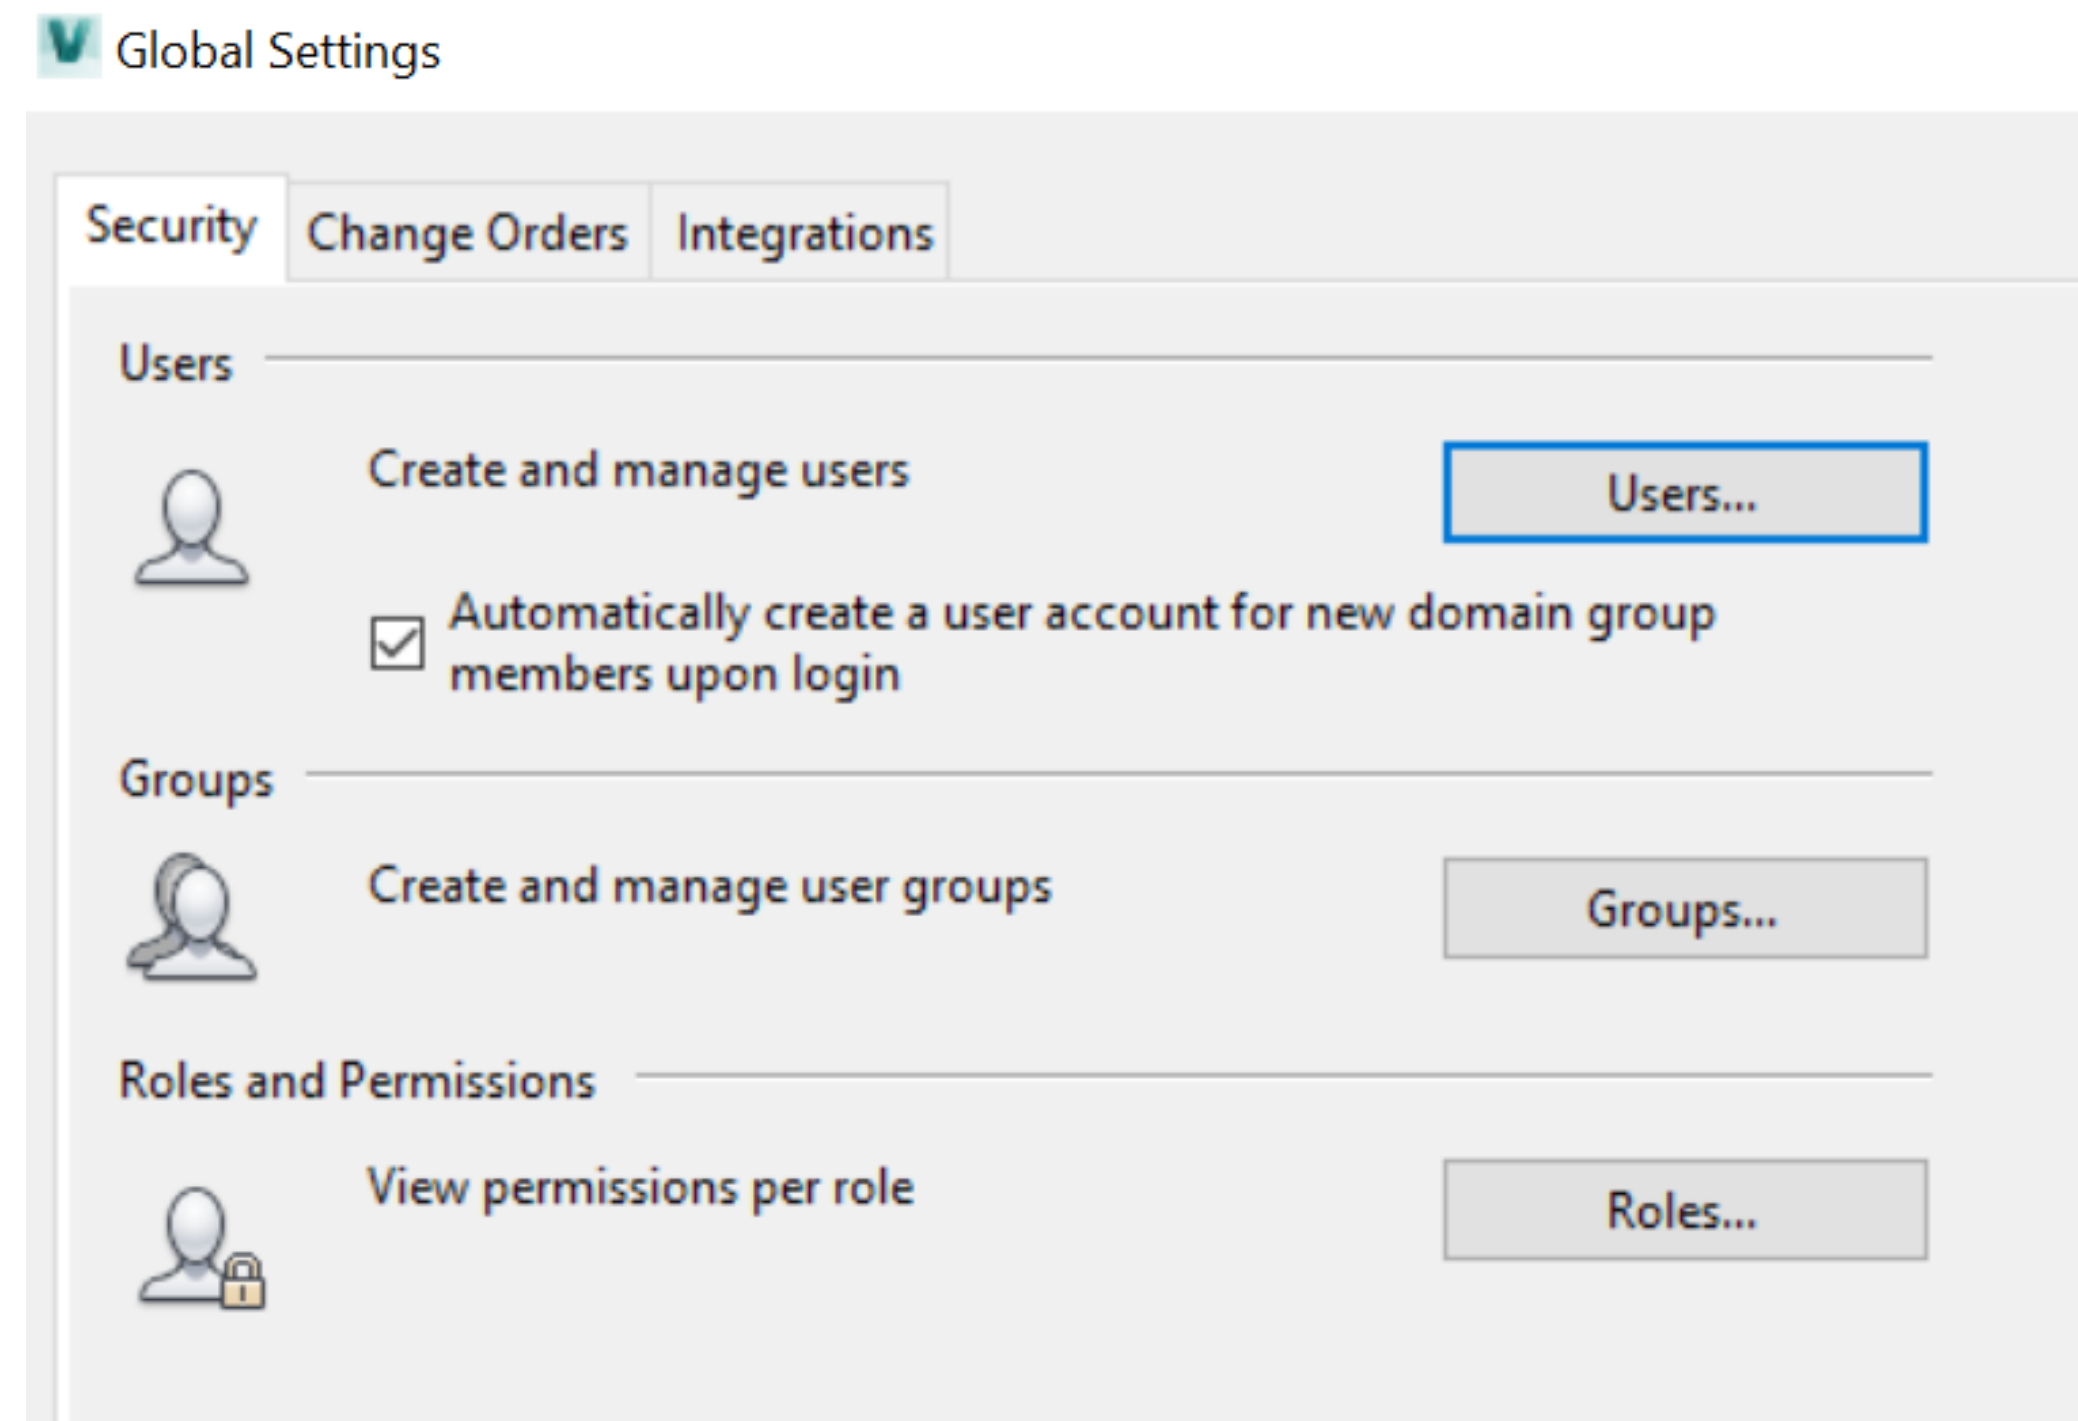 Global Settings
Security
Change Orders
Integrations
Users
Create and manage users
Users...
Automatically create a user account for new domain group
members upon login
Groups
Create and manage user groups
Groups...
Roles and Permissions
View permissions per role
Roles...